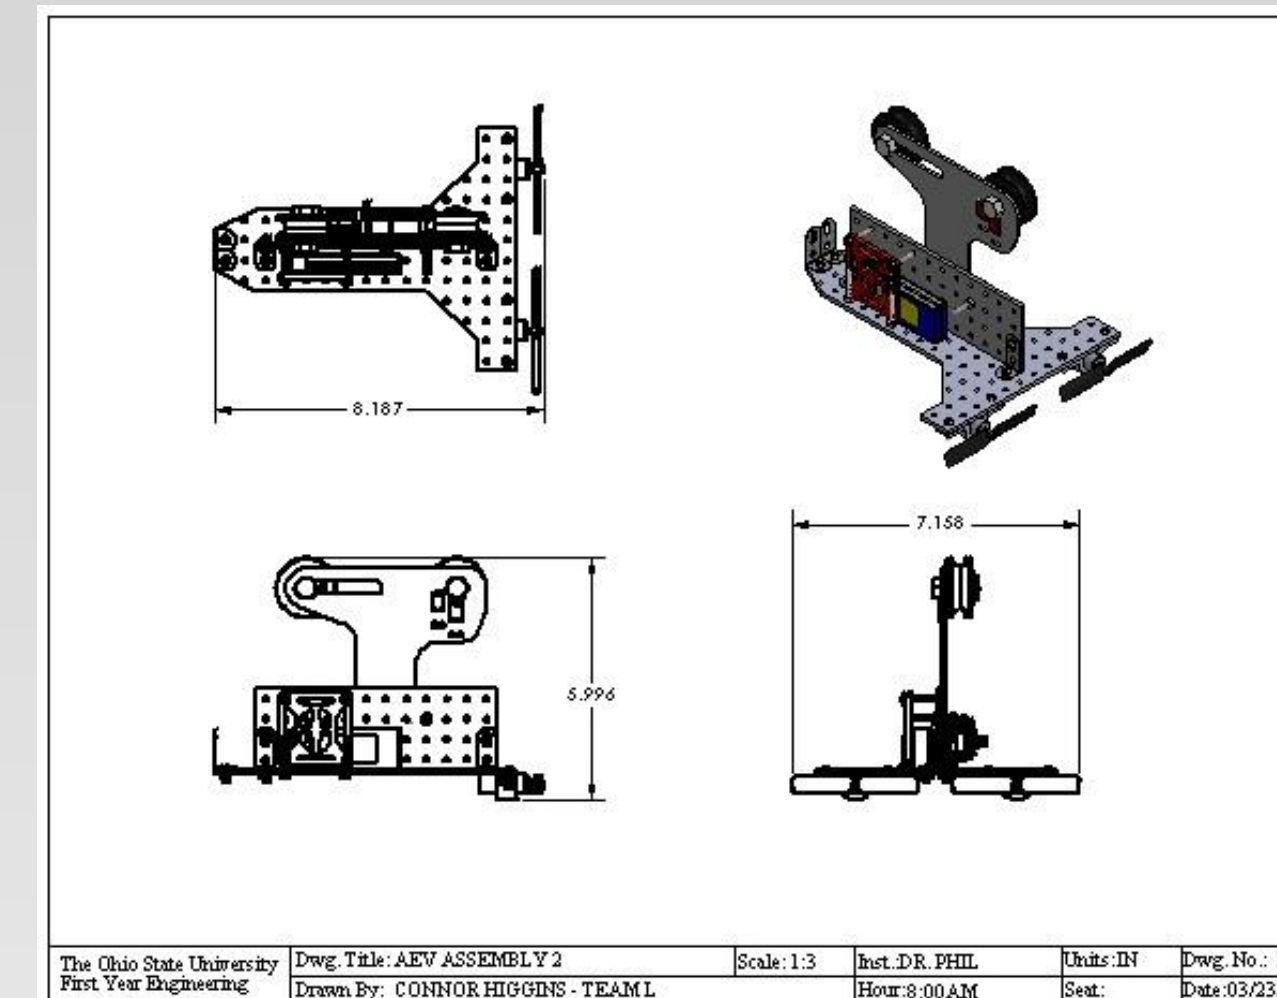 8.187
7.158
5.996
The Ohio State University
First Year Engineering
Dwg. Title: AEV ASSEMBLY 2
Scale: 1:3
Inst.:DR. PHIL
Units:IN
Dwg. No.:
Drawn By: CONNOR HIGGINS - TEAM L
Hour:8:00 AM
Seat:
Date:03/23